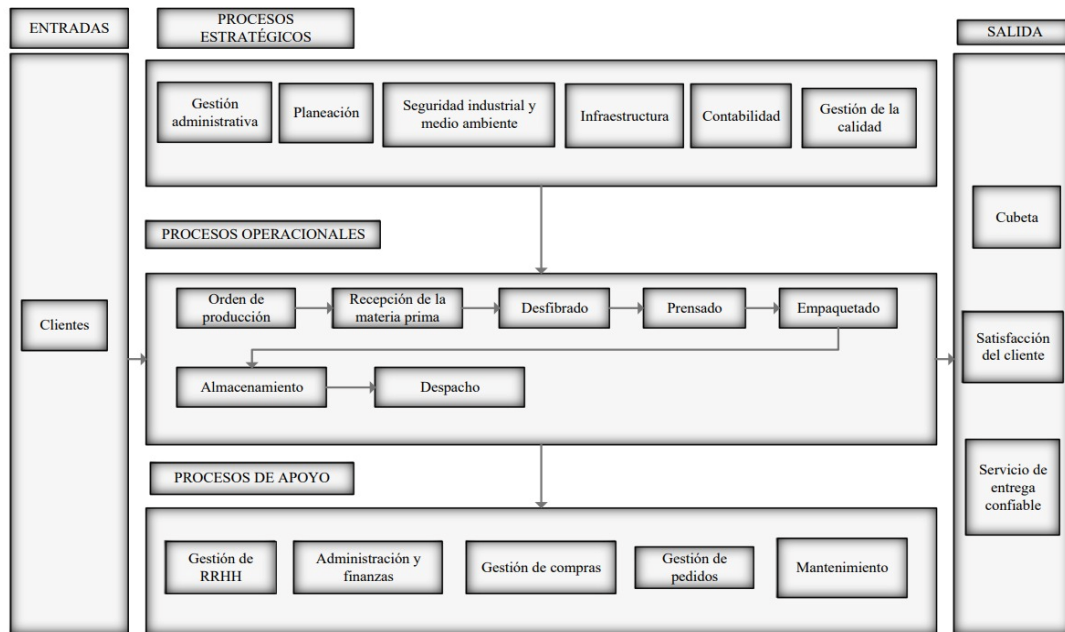 ENTRADAS
PROCESOS
ESTRATÉGICOS
SALIDA
Gestión
administrativa
Planeación
Seguridad industrial y
medio ambiente
Infraestructura
Contabilidad
Gestión de la
calidad
Cubeta
PROCESOS OPERACIONALES
Clientes
Orden de
producción
Recepción de la
materia prima
Desfibrado
Prensado
Empaquetado
Satisfacción
del cliente
Almacenamiento
Despacho
PROCESOS DE APOYO
Servicio de
entrega
confiable
Gestión de
RRHH
Administración y
finanzas
Gestión de compras
Gestión de
pedidos
Mantenimiento